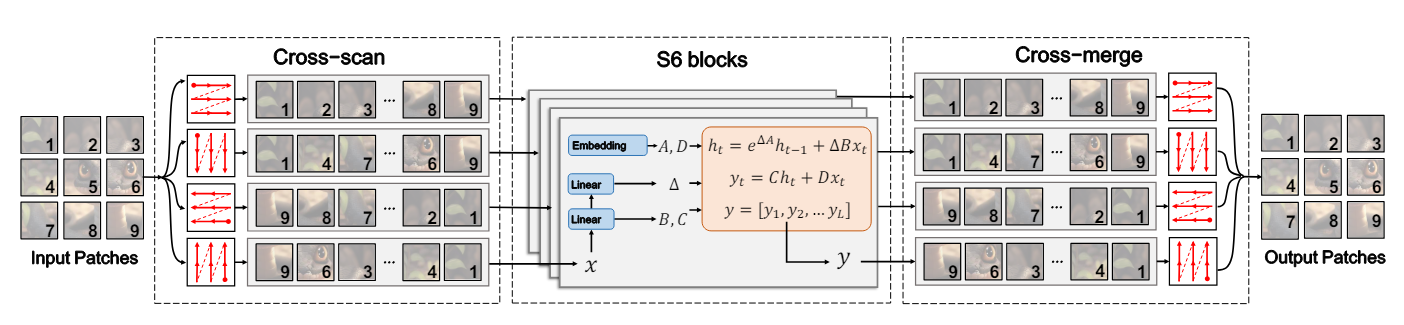 Cross-scan
S6 blocks
Cross-merge
1 2 3
4 5 6
7 8 9
Input Patches
1 2 3 ... 8 9
1 4 7 ... 6 9
9 8 7 ... 2 1
9 6 3 ... 4 1
Embedding
A, D
Linear
Δ
Linear
B, C
x
h_t = e^{ΔA}h_{t−1} + ΔBx_t
y_t = Ch_t + Dx_t
y = [y_1, y_2, ... y_L]
y
1 2 3 ... 8 9
1 4 7 ... 6 9
9 8 7 ... 2 1
9 6 3 ... 4 1
1 2 3
4 5 6
7 8 9
Output Patches